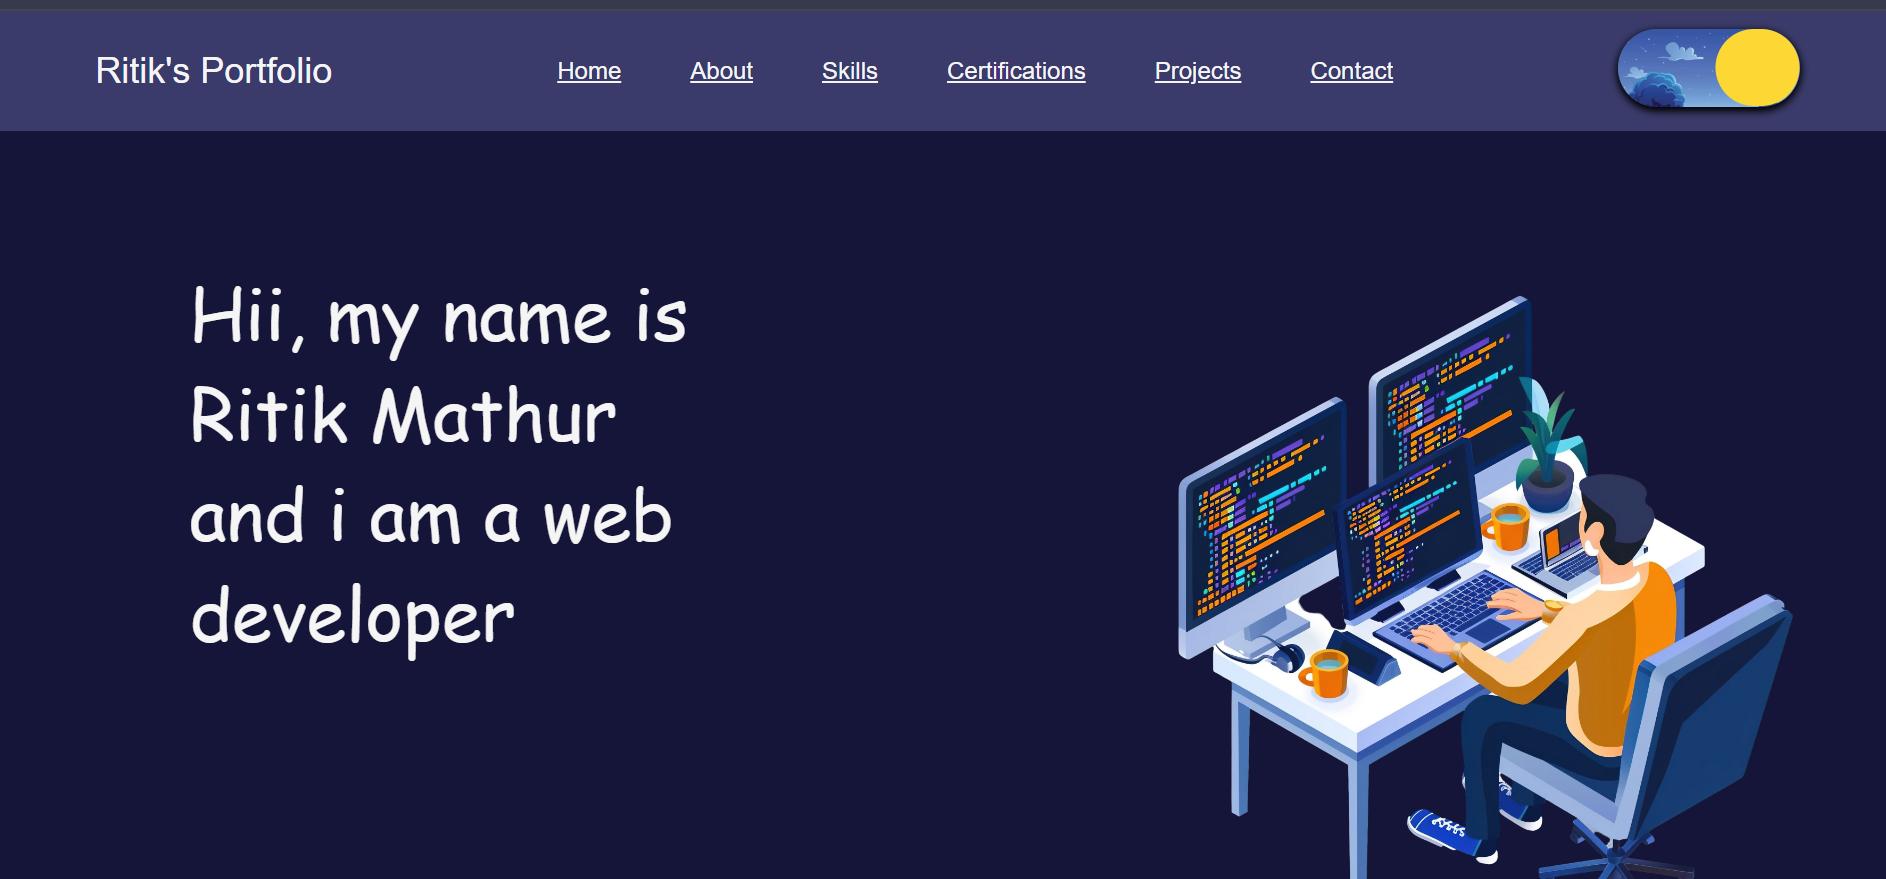 Ritik's Portfolio
Home
About
Skills
Certifications
Projects
Contact
Hii, my name is
Ritik Mathur
and i am a web
developer